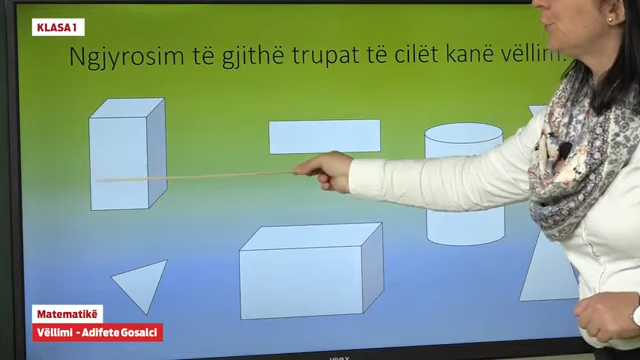 KLASA 1
Ngjyrosim të gjithë trupat të cilët kanë vëllim.
Matematikë
Vëllimi - Adifete Gosalci